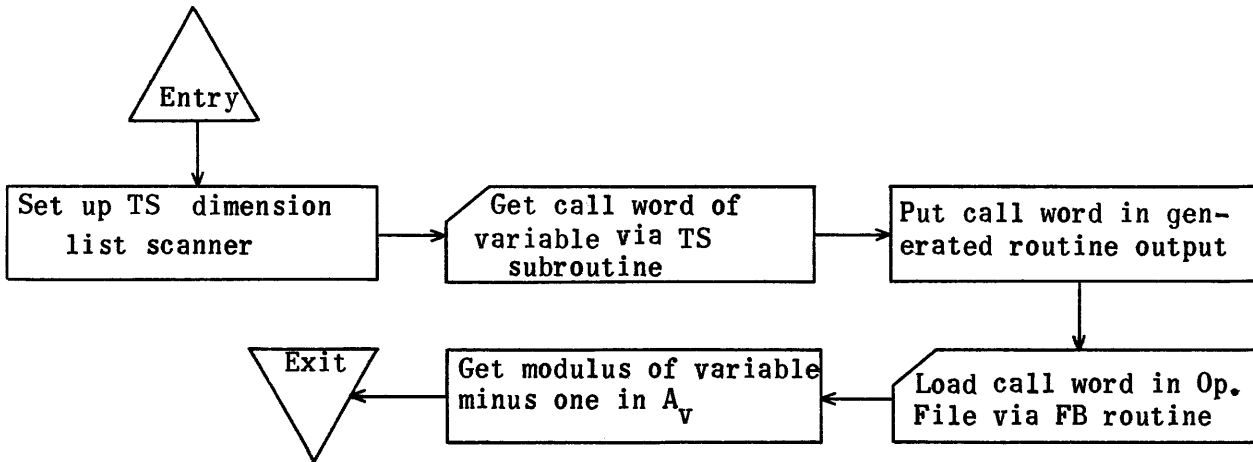 Entry
Set up TS dimension
list scanner
Get call word of
variable via TS
subroutine
Put call word in gen-
erated routine output
Load call word in Op.
File via FB routine
Get modulus of variable
minus one in A_v
Exit